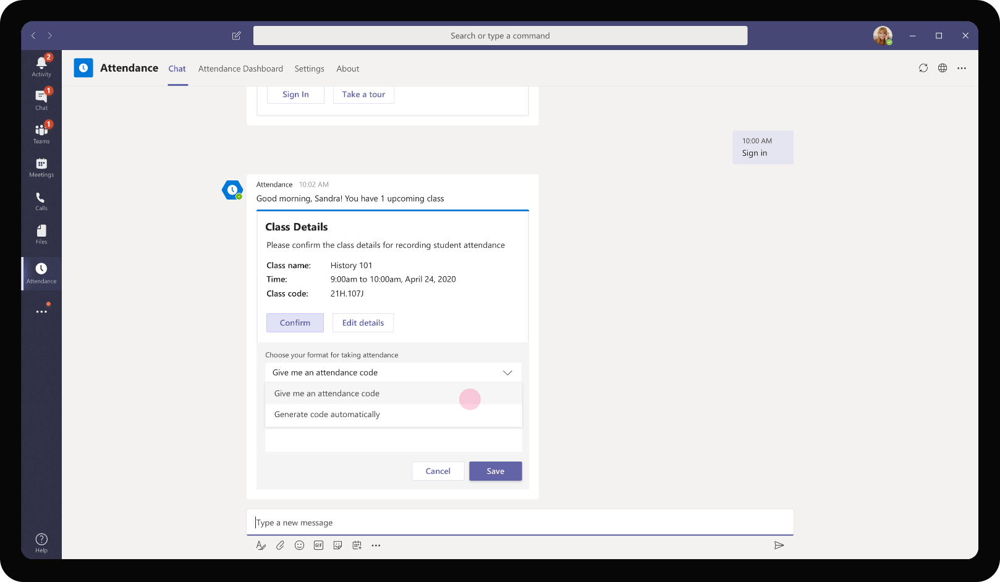 Search or type a command
2
Activity
1
Chat
1
Teams
Meetings
Calls
Files
Attendance
Help
Attendance Chat Attendance Dashboard Settings About
Sign In Take a tour
10:00 AM
Sign in
Attendance 10:02 AM
Good morning, Sandra! You have 1 upcoming class
Class Details
Please confirm the class details for recording student attendance
Class name: History 101
Time: 9:00am to 10:00am, April 24, 2020
Class code: 21H.107J
Confirm Edit details
Choose your format for taking attendance
Give me an attendance code
Give me an attendance code
Generate code automatically
Cancel Save
Type a new message
GIF